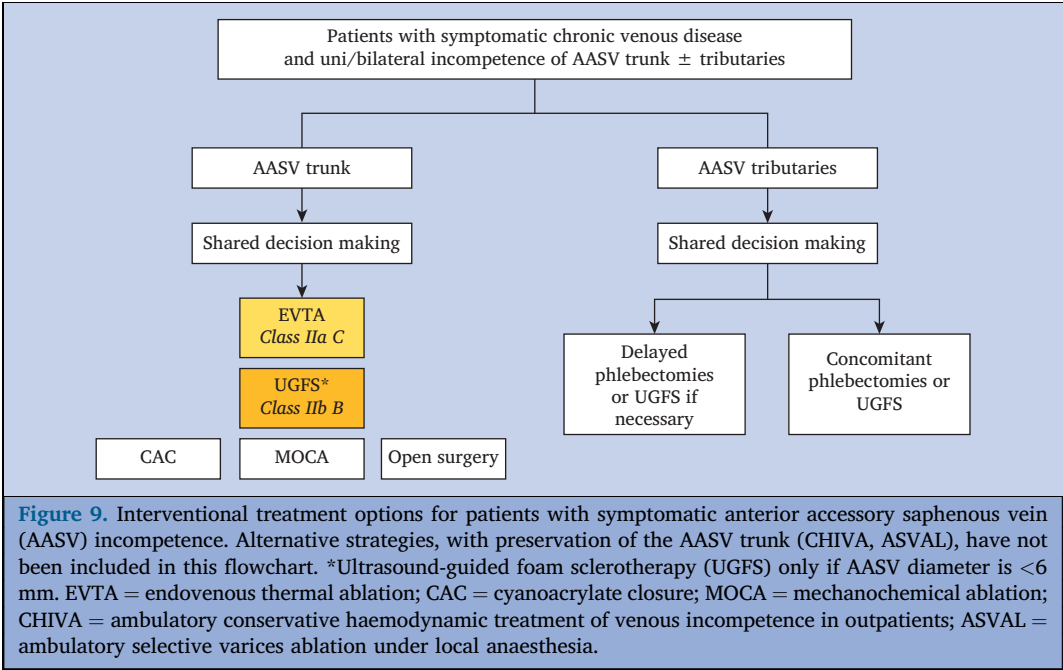 Patients with symptomatic chronic venous disease
and uni/bilateral incompetence of AASV trunk ± tributaries
AASV trunk
AASV tributaries
Shared decision making
Shared decision making
EVTA
Class IIa C
UGFS*
Class IIb B
CAC
MOCA
Open surgery
Delayed
phlebectomies
or UGFS if
necessary
Concomitant
phlebectomies or
UGFS
Figure 9. Interventional treatment options for patients with symptomatic anterior accessory saphenous vein
(AASV) incompetence. Alternative strategies, with preservation of the AASV trunk (CHIVA, ASVAL), have not
been included in this flowchart. *Ultrasound-guided foam sclerotherapy (UGFS) only if AASV diameter is <6
mm. EVTA = endovenous thermal ablation; CAC = cyanoacrylate closure; MOCA = mechanochemical ablation;
CHIVA = ambulatory conservative haemodynamic treatment of venous incompetence in outpatients; ASVAL =
ambulatory selective varices ablation under local anaesthesia.